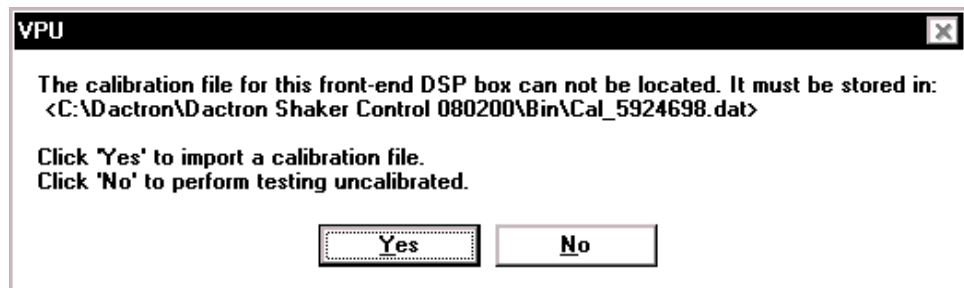 VPU
The calibration file for this front-end DSP box can not be located. It must be stored in:
<C:\Dactron\Dactron Shaker Control 080200\Bin\Cal_5924698.dat>
Click 'Yes' to import a calibration file.
Click 'No' to perform testing uncalibrated.
Yes
No